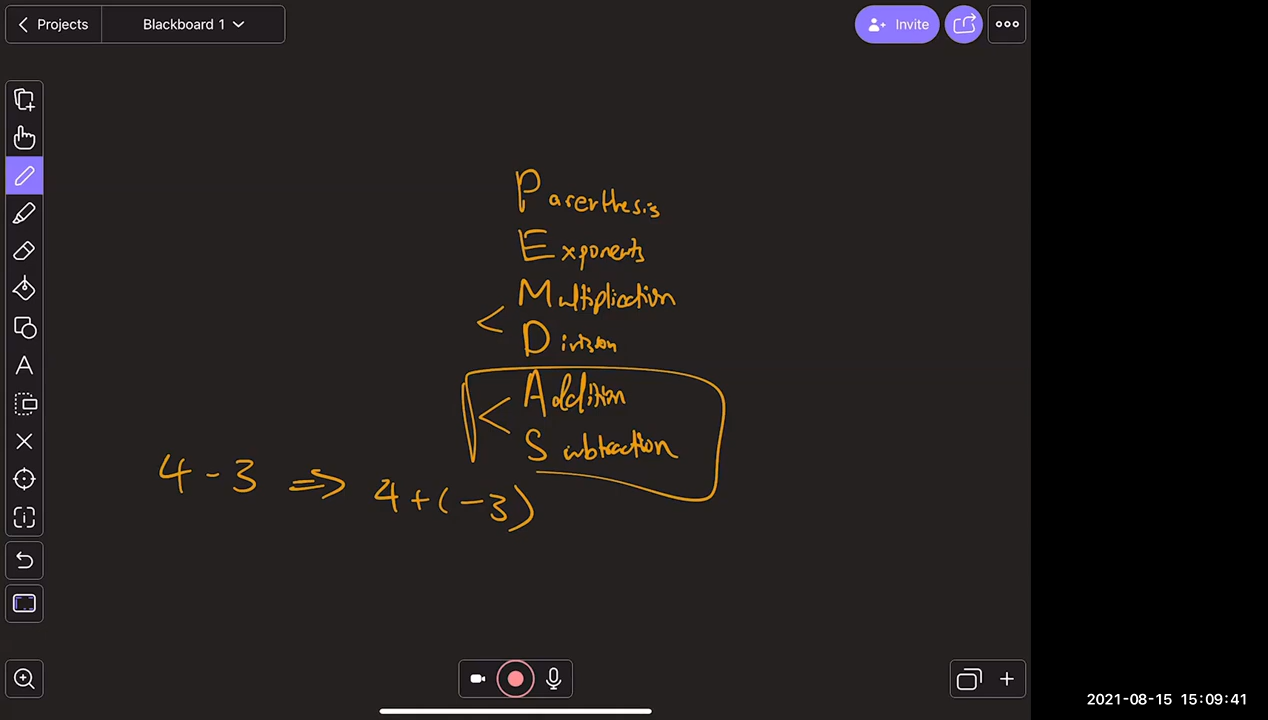 Projects
Blackboard 1
Invite
Parenthesis
Exponents
Multipliction
Division
Addition
Subtraction
4 - 3 ⇒ 4 + (-3)
A
2021-08-15 15:09:41